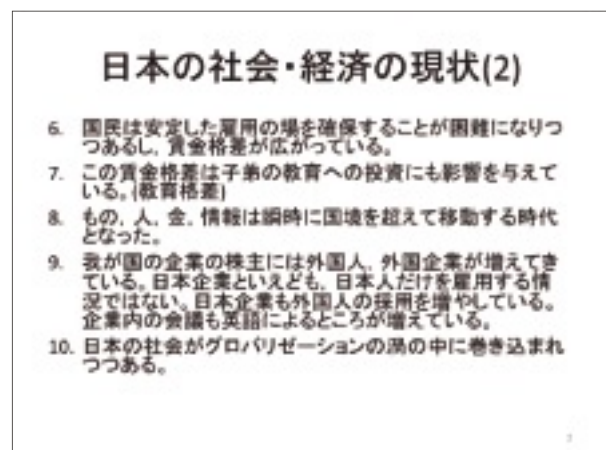 日本の社会・経済の現状(2)
6. 国民は安定した雇用の場を確保することが困難になりつ
つあるし，賃金格差が広がっている。
7. この賃金格差は子弟の教育への投資にも影響を与えて
いる。(教育格差)
8. もの，人，金，情報は瞬時に国境を超えて移動する時代
となった。
9. 我が国の企業の株主には外国人，外国企業が増えてき
ている。日本企業といえども，日本人だけを雇用する情
況ではない。日本企業も外国人の採用を増やしている。
企業内の会議も英語によるところが増えている。
10. 日本の社会がグロバリゼーションの渦の中に巻き込まれ
つつある。